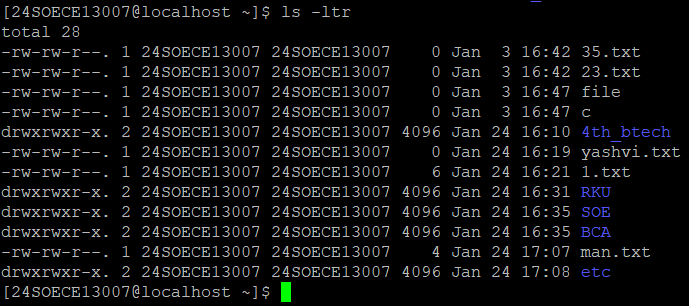 [24SOECE13007@localhost ~]$ ls -ltr
total 28
-rw-rw-r--. 1 24SOECE13007 24SOECE13007    0 Jan  3 16:42 35.txt
-rw-rw-r--. 1 24SOECE13007 24SOECE13007    0 Jan  3 16:42 23.txt
-rw-rw-r--. 1 24SOECE13007 24SOECE13007    0 Jan  3 16:47 file
-rw-rw-r--. 1 24SOECE13007 24SOECE13007    0 Jan  3 16:47 c
drwxrwxr-x. 2 24SOECE13007 24SOECE13007 4096 Jan 24 16:10 4th_btech
-rw-rw-r--. 1 24SOECE13007 24SOECE13007    0 Jan 24 16:19 yashvi.txt
-rw-rw-r--. 1 24SOECE13007 24SOECE13007    6 Jan 24 16:21 1.txt
drwxrwxr-x. 2 24SOECE13007 24SOECE13007 4096 Jan 24 16:31 RKU
drwxrwxr-x. 2 24SOECE13007 24SOECE13007 4096 Jan 24 16:35 SOE
drwxrwxr-x. 2 24SOECE13007 24SOECE13007 4096 Jan 24 16:35 BCA
-rw-rw-r--. 1 24SOECE13007 24SOECE13007    4 Jan 24 17:07 man.txt
drwxrwxr-x. 2 24SOECE13007 24SOECE13007 4096 Jan 24 17:08 etc
[24SOECE13007@localhost ~]$